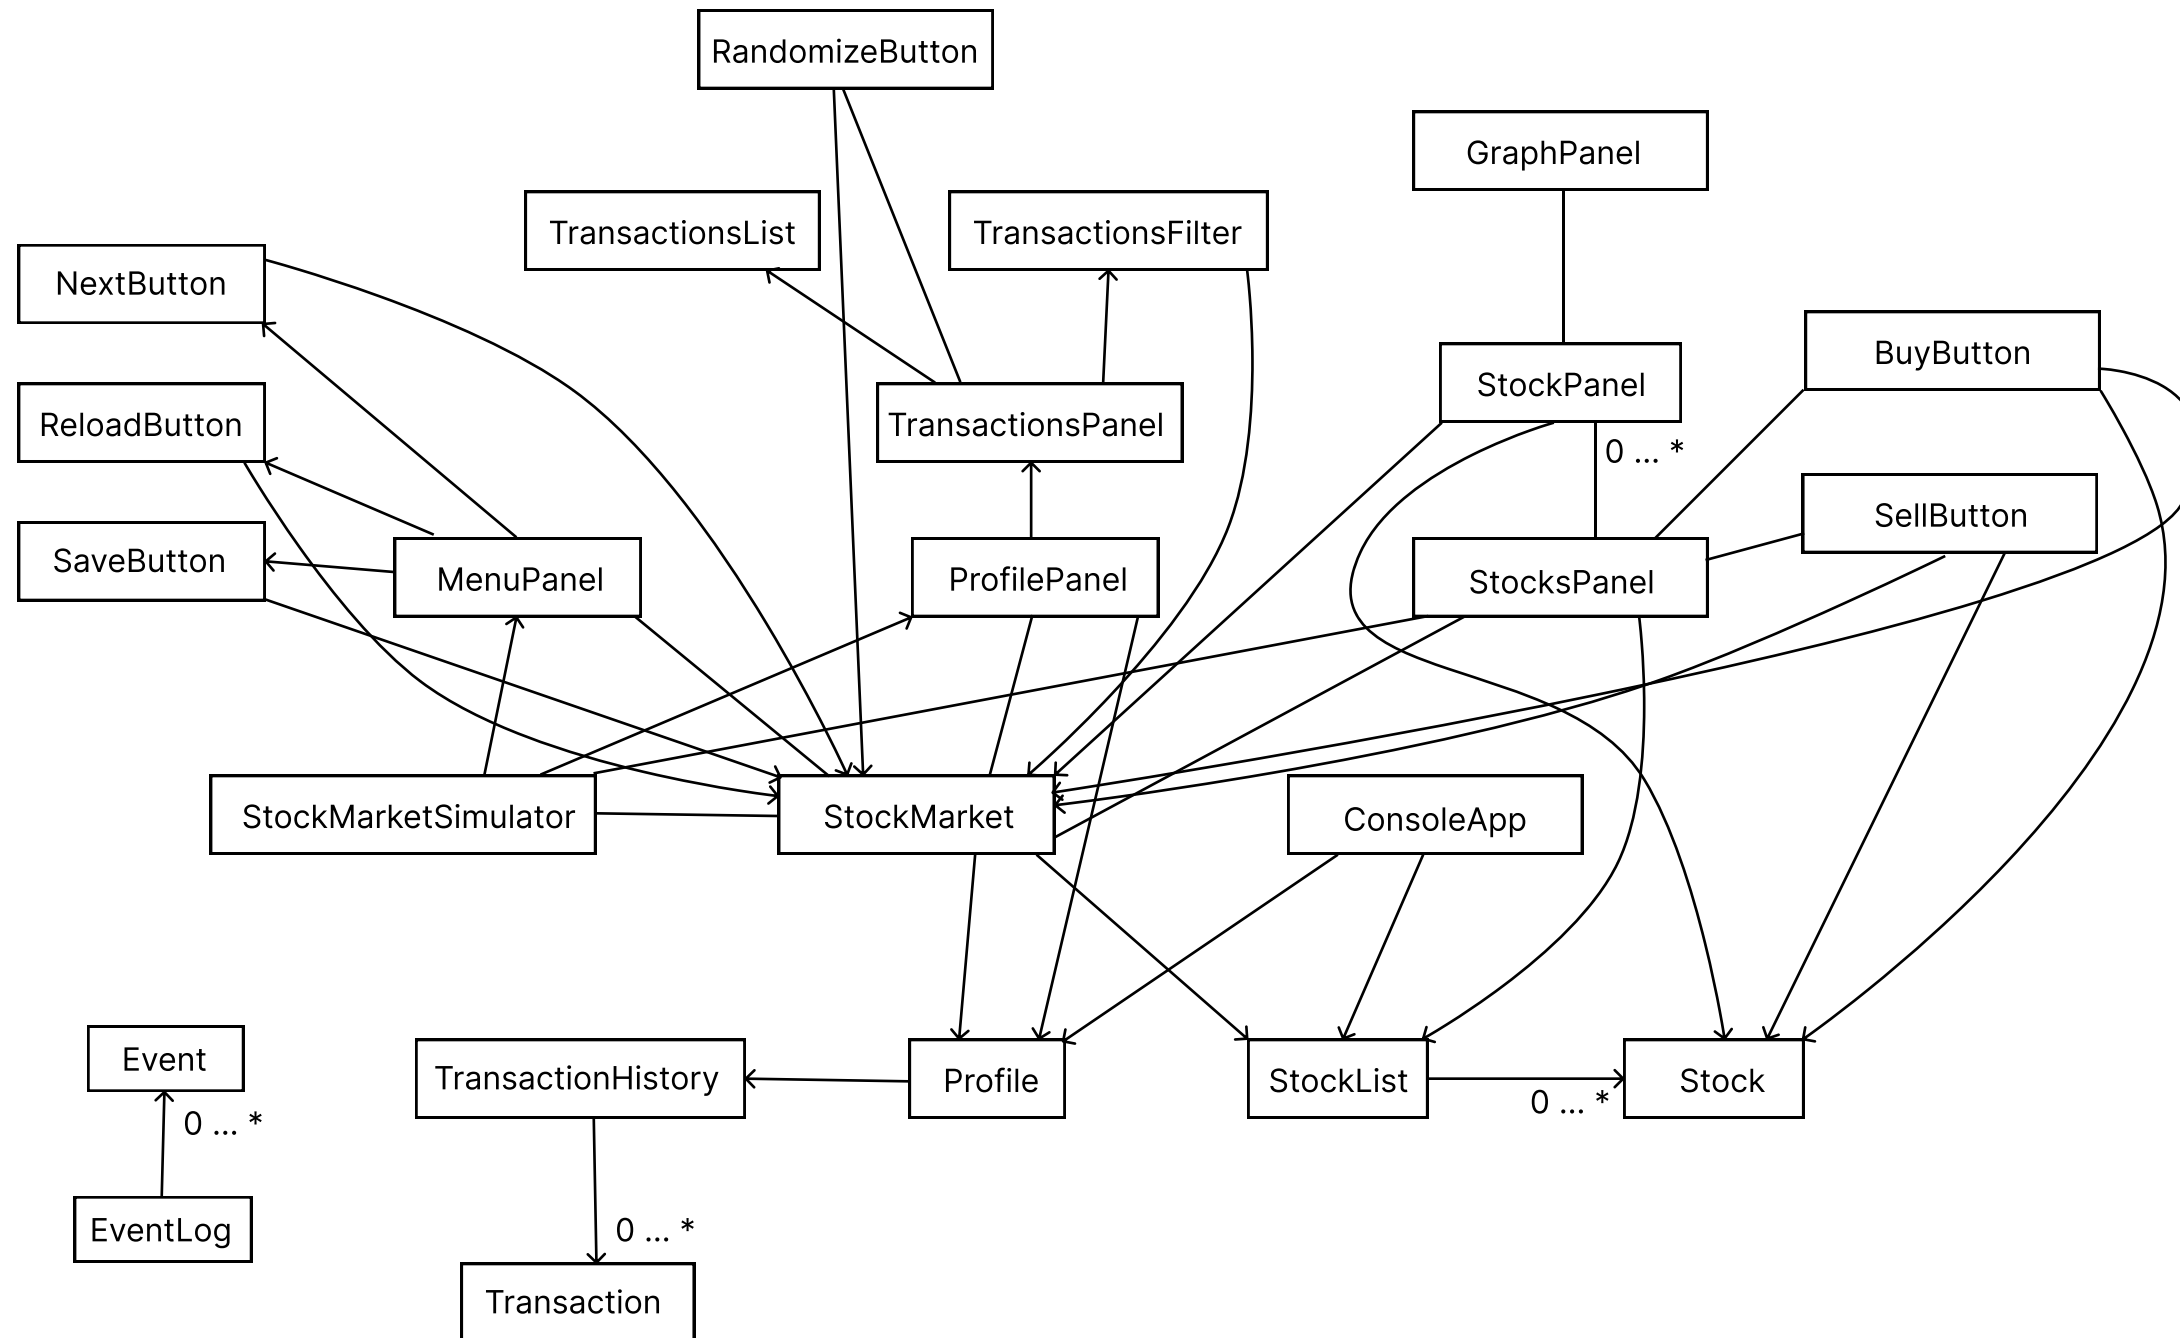 RandomizeButton
GraphPanel
TransactionsList
TransactionsFilter
NextButton
BuyButton
StockPanel
ReloadButton
TransactionsPanel
0 ... *
SellButton
SaveButton
MenuPanel
ProfilePanel
StocksPanel
StockMarketSimulator
StockMarket
ConsoleApp
Event
TransactionHistory
Profile
StockList
Stock
0 ... *
0 ... *
EventLog
0 ... *
Transaction